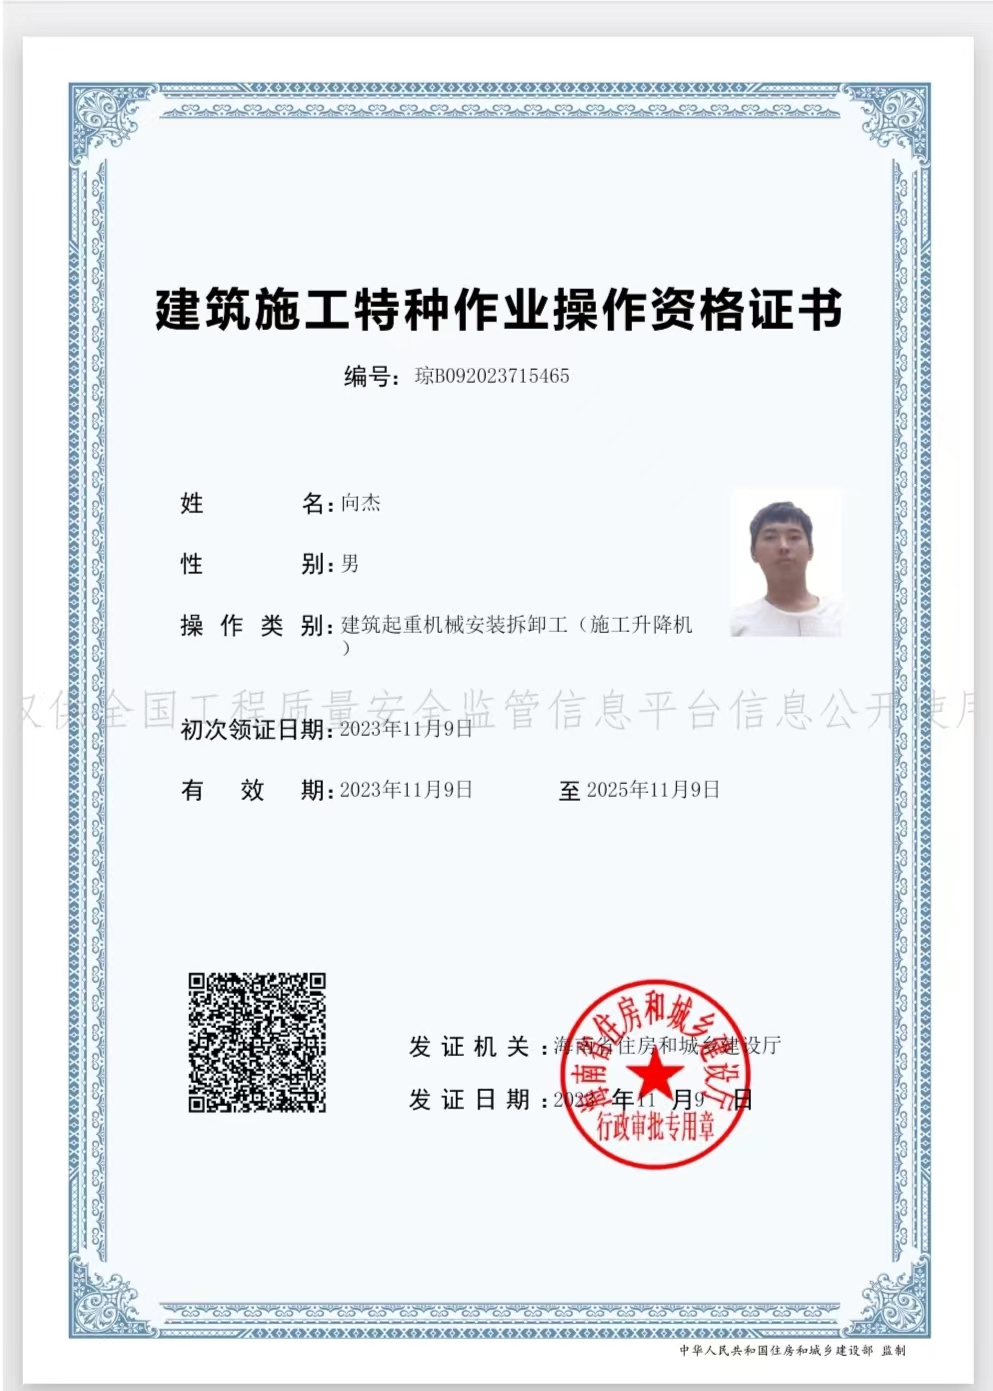 建筑施工特种作业操作资格证书
编号：琼B092023715465
姓名：向杰
性别：男
操作类别：建筑起重机械安装拆卸工（施工升降机
）
仅供全国工程质量安全监管信息平台信息公开使用
初次领证日期：2023年11月9日
有效期：2023年11月9日 至 2025年11月9日
发证机关：海南省住房和城乡建设厅
发证日期：2023年11月9日
海南省住房和城乡建设厅
行政审批专用章
中华人民共和国住房和城乡建设部 监制